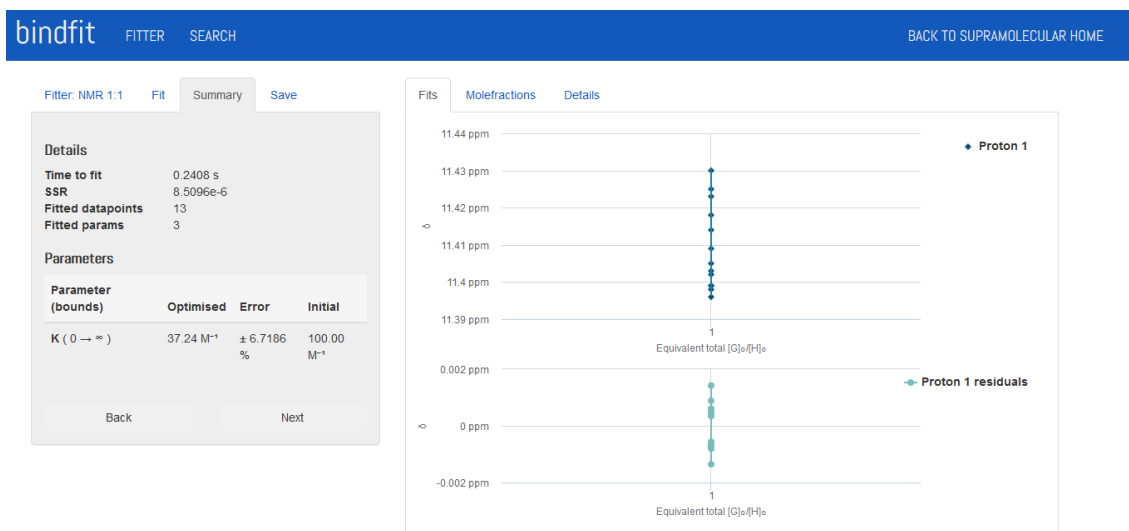 bindfit FITTER SEARCH BACK TO SUPRAMOLECULAR HOME
Fitter: NMR 1:1 Fit Summary Save
Details
Time to fit 0.2408 s
SSR 8.5096e-6
Fitted datapoints 13
Fitted params 3
Parameters
Parameter
(bounds) Optimised Error Initial
K ( 0 → ∞ ) 37.24 M⁻¹ ± 6.7186 100.00
% M⁻¹
Back Next
Fits Molefractions Details
11.44 ppm
Proton 1
11.43 ppm
11.42 ppm
δ
11.41 ppm
11.4 ppm
11.39 ppm
1
Equivalent total [G]₀/[H]₀
0.002 ppm
Proton 1 residuals
δ
0 ppm
-0.002 ppm
1
Equivalent total [G]₀/[H]₀